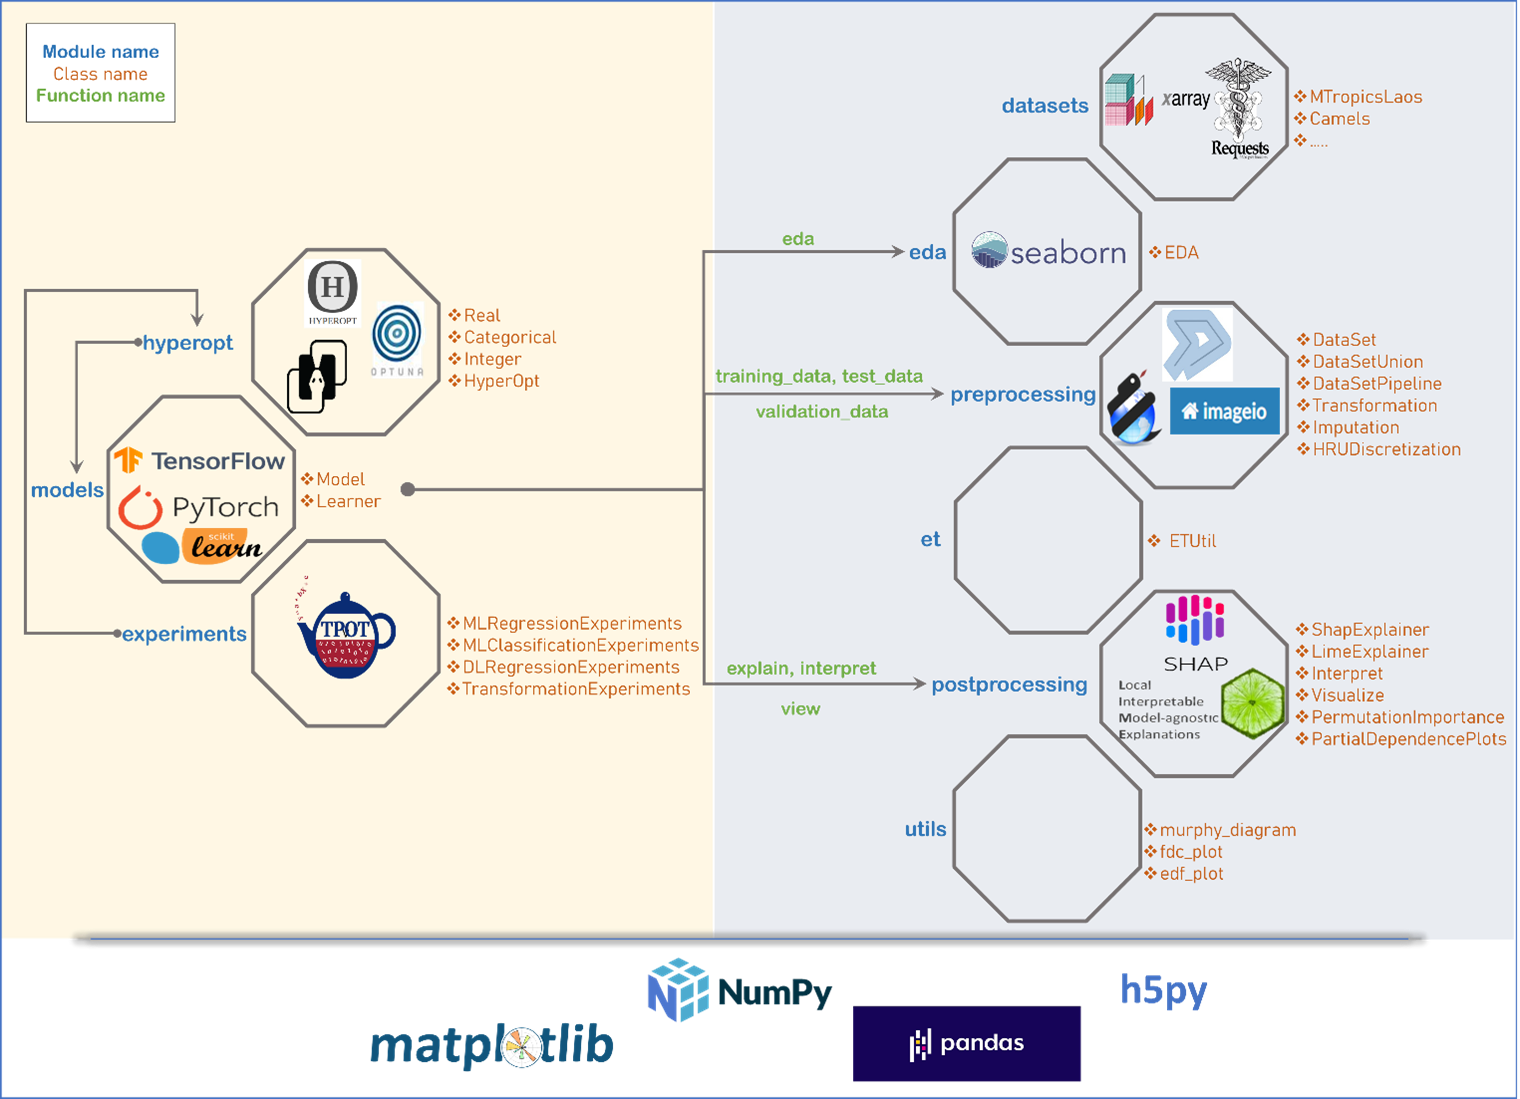 Module name
Class name
Function name
datasets
xarray
Requests
MTropicsLaos
Camels
.....
eda
eda
seaborn
EDA
HYPEROPT
OPTUNA
hyperopt
Real
Categorical
Integer
HyperOpt
training_data, test_data
validation_data
preprocessing
imageio
DataSet
DataSetUnion
DataSetPipeline
Transformation
Imputation
HRUDiscretization
models
TensorFlow
PyTorch
scikit
learn
Model
Learner
et
ETUtil
experiments
TPOT
MLRegressionExperiments
MLClassificationExperiments
DLRegressionExperiments
TransformationExperiments
explain, interpret
view
postprocessing
SHAP
Local
Interpretable
Model-agnostic
Explanations
ShapExplainer
LimeExplainer
Interpret
Visualize
PermutationImportance
PartialDependencePlots
utils
murphy_diagram
fdc_plot
edf_plot
NumPy
h5py
matplotlib
pandas